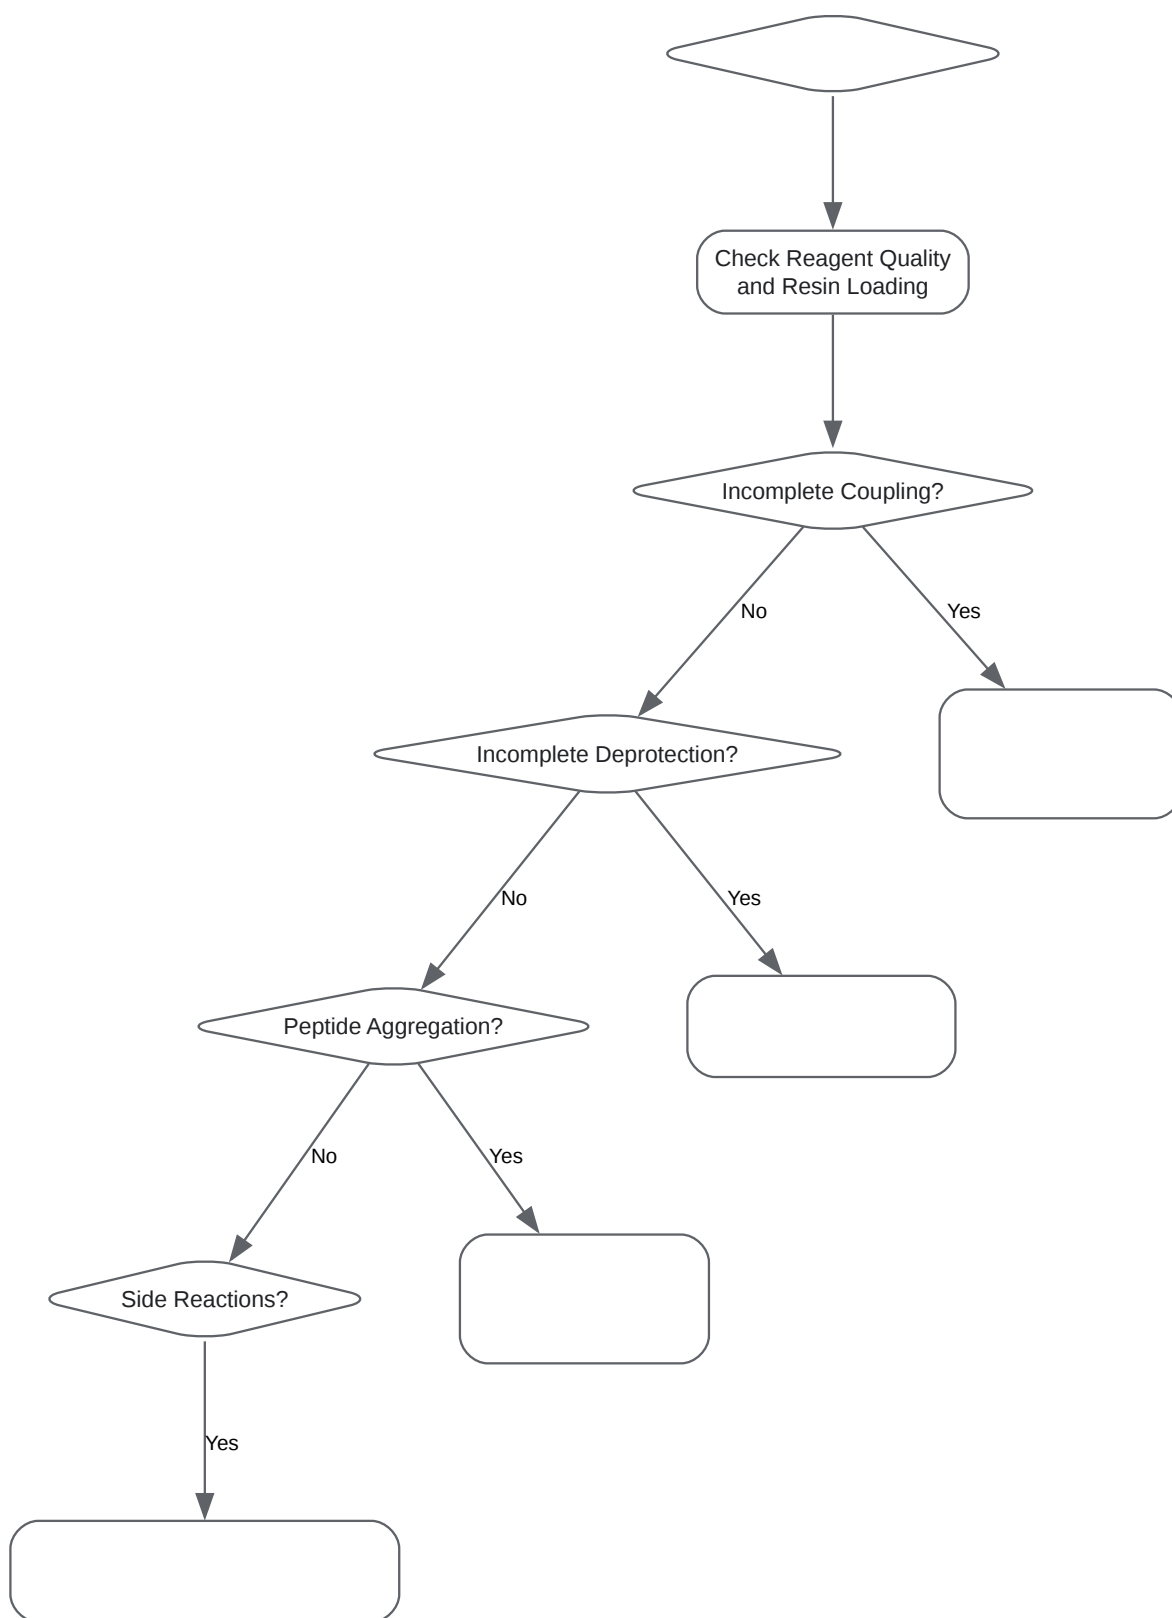 Check Reagent Quality
and Resin Loading
Incomplete Coupling?
No
Yes
Incomplete Deprotection?
No
Yes
Peptide Aggregation?
No
Yes
Side Reactions?
Yes